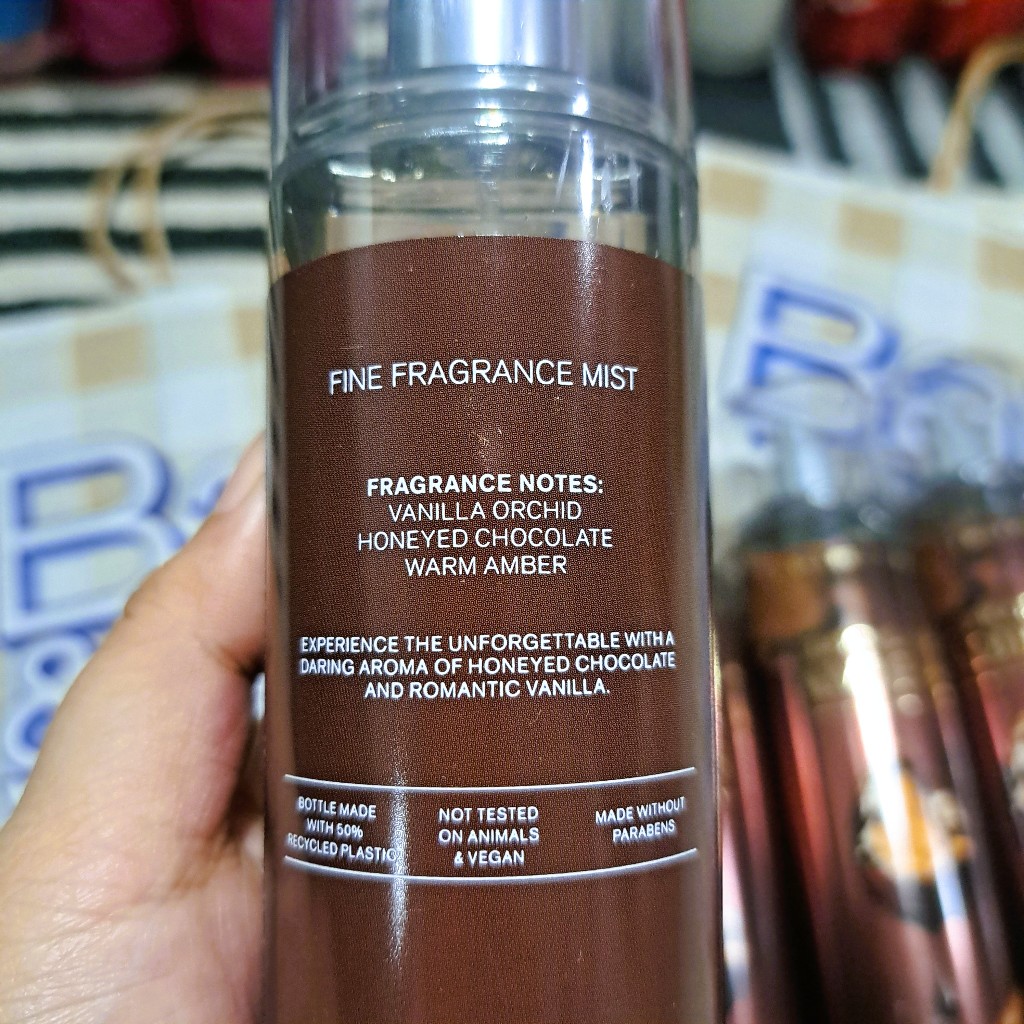 FINE FRAGRANCE MIST
FRAGRANCE NOTES:
VANILLA ORCHID
HONEYED CHOCOLATE
WARM AMBER
EXPERIENCE THE UNFORGETTABLE WITH A
DARING AROMA OF HONEYED CHOCOLATE
AND ROMANTIC VANILLA.
BOTTLE MADE
WITH 50%
RECYCLED PLASTIC
NOT TESTED
ON ANIMALS
& VEGAN
MADE WITHOUT
PARABENS